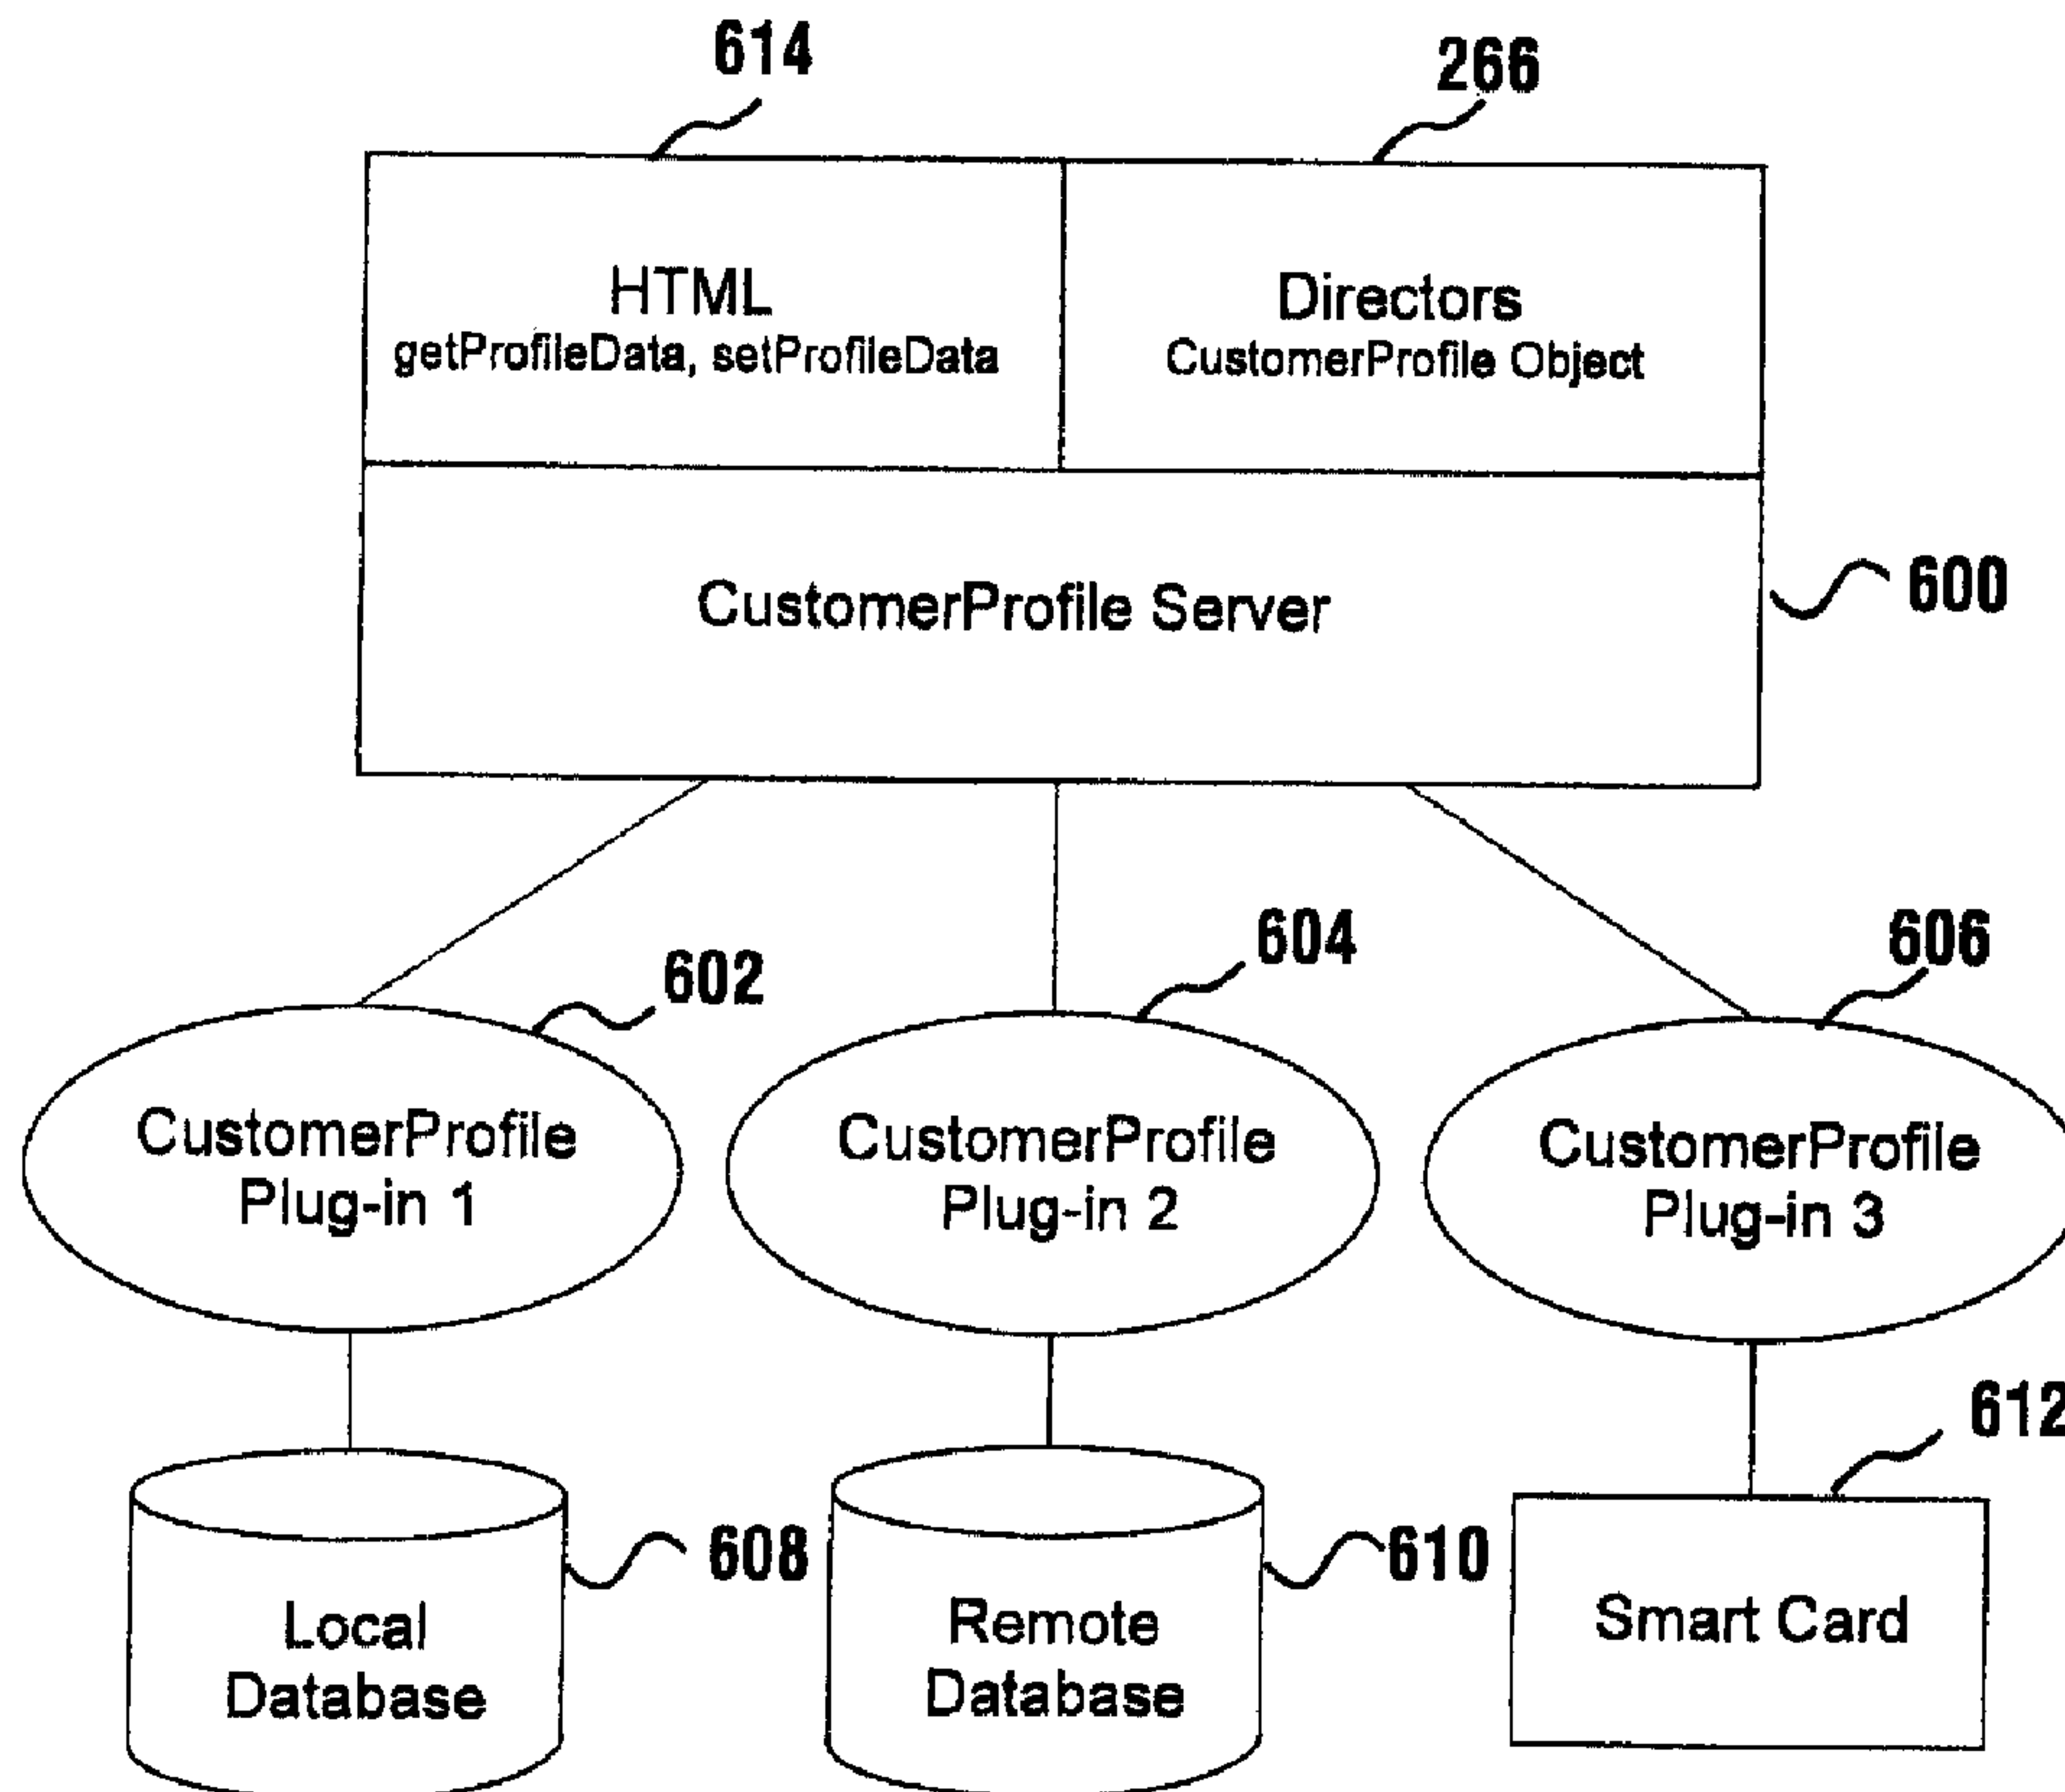 614
266
HTML
getProfileData, setProfileData
Directors
CustomerProfile Object
CustomerProfile Server
600
602
604
606
CustomerProfile
Plug-in 1
CustomerProfile
Plug-in 2
CustomerProfile
Plug-in 3
612
608
610
Local
Database
Remote
Database
Smart Card